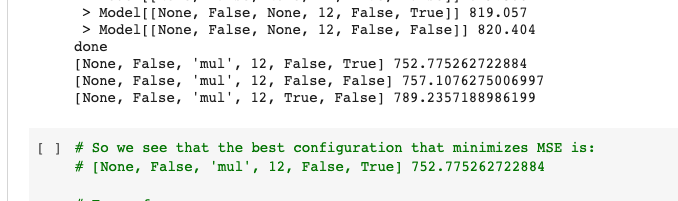 > Model[[None, False, None, 12, False, True]] 819.057
> Model[[None, False, None, 12, False, False]] 820.404
done
[None, False, 'mul', 12, False, True] 752.775262722884
[None, False, 'mul', 12, False, False] 757.1076275006997
[None, False, 'mul', 12, True, False] 789.2357188986199
[ ] # So we see that the best configuration that minimizes MSE is:
# [None, False, 'mul', 12, False, True] 752.775262722884